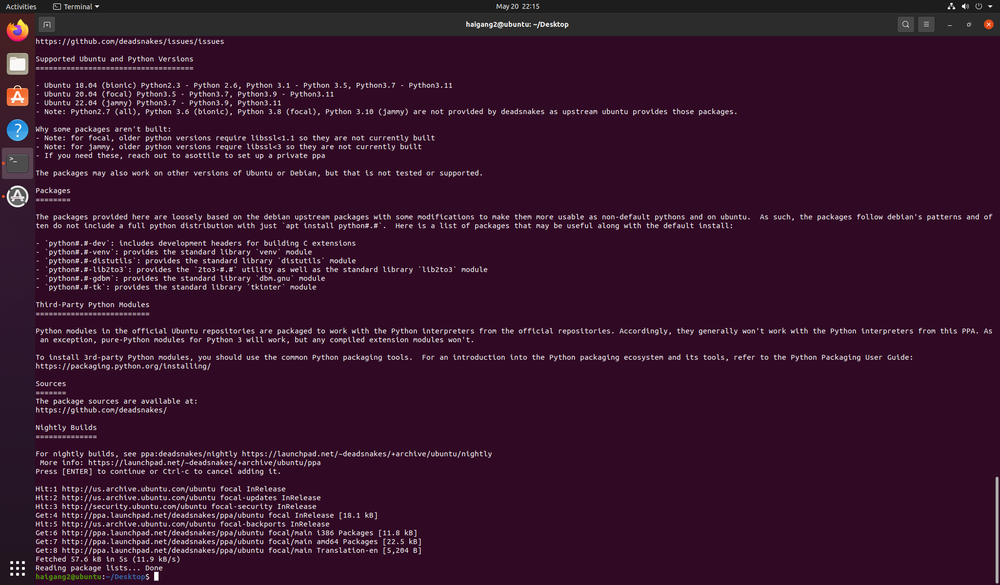 Activities
Terminal
May 20 22:15
haigang2@ubuntu: ~/Desktop
https://github.com/deadsnakes/issues/issues
Supported Ubuntu and Python Versions
====================================
- Ubuntu 18.04 (bionic) Python2.3 - Python 2.6, Python 3.1 - Python 3.5, Python3.7 - Python3.11
- Ubuntu 20.04 (focal) Python3.5 - Python3.7, Python3.9 - Python3.11
- Ubuntu 22.04 (jammy) Python3.7 - Python3.9, Python3.11
- Note: Python2.7 (all), Python 3.6 (bionic), Python 3.8 (focal), Python 3.10 (jammy) are not provided by deadsnakes as upstream ubuntu provides those packages.
Why some packages aren't built:
- Note: for focal, older python versions require libssl<1.1 so they are not currently built
- Note: for jammy, older python versions requre libssl<3 so they are not currently built
- If you need these, reach out to asottile to set up a private ppa
The packages may also work on other versions of Ubuntu or Debian, but that is not tested or supported.
Packages
========
The packages provided here are loosely based on the debian upstream packages with some modifications to make them more usable as non-default pythons and on ubuntu.  As such, the packages follow debian's patterns and of
ten do not include a full python distribution with just `apt install python#.#`.  Here is a list of packages that may be useful along with the default install:
- `python#.#-dev`: includes development headers for building C extensions
- `python#.#-venv`: provides the standard library `venv` module
- `python#.#-distutils`: provides the standard library `distutils` module
- `python#.#-lib2to3`: provides the `2to3-#.#` utility as well as the standard library `lib2to3` module
- `python#.#-gdbm`: provides the standard library `dbm.gnu` module
- `python#.#-tk`: provides the standard library `tkinter` module
Third-Party Python Modules
==========================
Python modules in the official Ubuntu repositories are packaged to work with the Python interpreters from the official repositories. Accordingly, they generally won't work with the Python interpreters from this PPA. As
 an exception, pure-Python modules for Python 3 will work, but any compiled extension modules won't.
To install 3rd-party Python modules, you should use the common Python packaging tools.  For an introduction into the Python packaging ecosystem and its tools, refer to the Python Packaging User Guide:
https://packaging.python.org/installing/
Sources
=======
The package sources are available at:
https://github.com/deadsnakes/
Nightly Builds
==============
For nightly builds, see ppa:deadsnakes/nightly https://launchpad.net/~deadsnakes/+archive/ubuntu/nightly
 More info: https://launchpad.net/~deadsnakes/+archive/ubuntu/ppa
Press [ENTER] to continue or Ctrl-c to cancel adding it.
Hit:1 http://us.archive.ubuntu.com/ubuntu focal InRelease
Hit:2 http://us.archive.ubuntu.com/ubuntu focal-updates InRelease
Hit:3 http://security.ubuntu.com/ubuntu focal-security InRelease
Get:4 http://ppa.launchpad.net/deadsnakes/ppa/ubuntu focal InRelease [18.1 kB]
Hit:5 http://us.archive.ubuntu.com/ubuntu focal-backports InRelease
Get:6 http://ppa.launchpad.net/deadsnakes/ppa/ubuntu focal/main i386 Packages [11.8 kB]
Get:7 http://ppa.launchpad.net/deadsnakes/ppa/ubuntu focal/main amd64 Packages [22.5 kB]
Get:8 http://ppa.launchpad.net/deadsnakes/ppa/ubuntu focal/main Translation-en [5,204 B]
Fetched 57.6 kB in 5s (11.9 kB/s)
Reading package lists... Done
haigang2@ubuntu:~/Desktop$